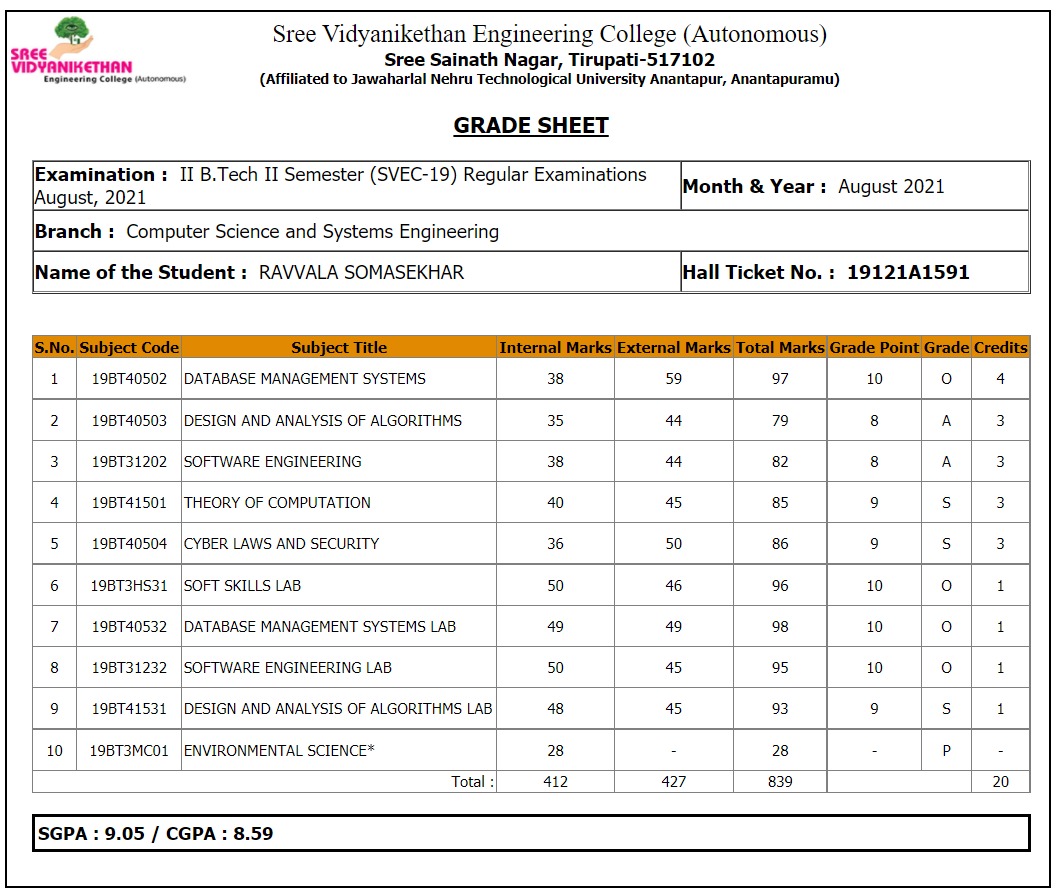 SREE
VIDYANIKETHAN
Engineering College (Autonomous)
Sree Vidyanikethan Engineering College (Autonomous)
Sree Sainath Nagar, Tirupati-517102
(Affiliated to Jawaharlal Nehru Technological University Anantapur, Anantapuramu)
GRADE SHEET
Examination : II B.Tech II Semester (SVEC-19) Regular Examinations
August, 2021
Month & Year : August 2021
Branch : Computer Science and Systems Engineering
Name of the Student : RAVVALA SOMASEKHAR Hall Ticket No. : 19121A1591
S.No. Subject Code Subject Title Internal Marks External Marks Total Marks Grade Point Grade Credits
1 19BT40502 DATABASE MANAGEMENT SYSTEMS 38 59 97 10 O 4
2 19BT40503 DESIGN AND ANALYSIS OF ALGORITHMS 35 44 79 8 A 3
3 19BT31202 SOFTWARE ENGINEERING 38 44 82 8 A 3
4 19BT41501 THEORY OF COMPUTATION 40 45 85 9 S 3
5 19BT40504 CYBER LAWS AND SECURITY 36 50 86 9 S 3
6 19BT3HS31 SOFT SKILLS LAB 50 46 96 10 O 1
7 19BT40532 DATABASE MANAGEMENT SYSTEMS LAB 49 49 98 10 O 1
8 19BT31232 SOFTWARE ENGINEERING LAB 50 45 95 10 O 1
9 19BT41531 DESIGN AND ANALYSIS OF ALGORITHMS LAB 48 45 93 9 S 1
10 19BT3MC01 ENVIRONMENTAL SCIENCE* 28 - 28 - P -
Total : 412 427 839 20
SGPA : 9.05 / CGPA : 8.59